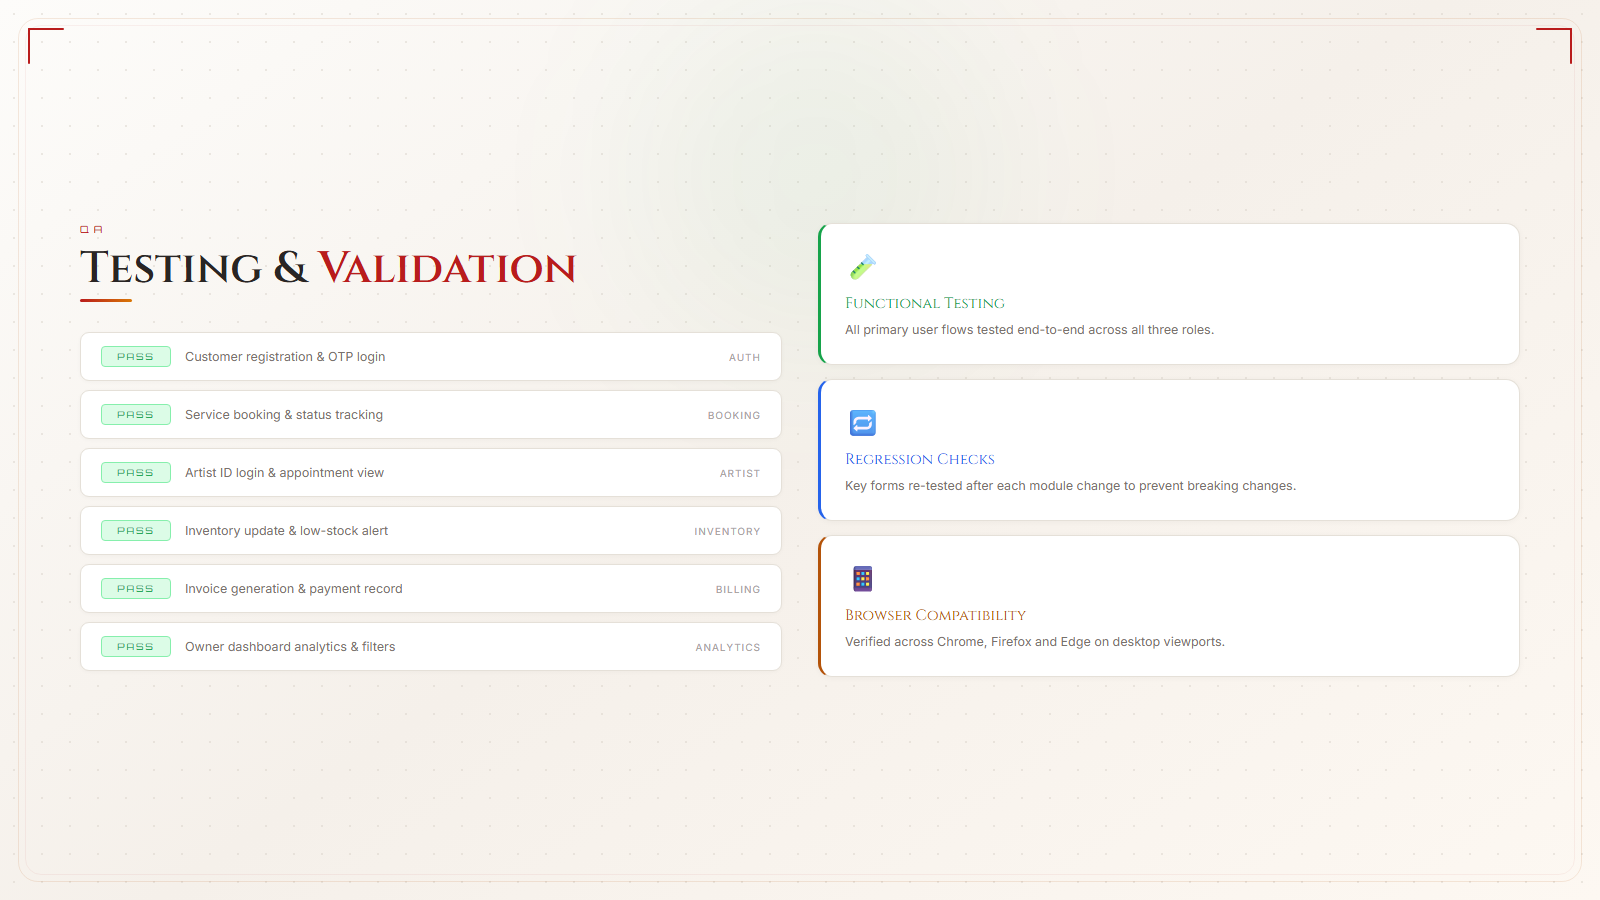 QA
Testing & Validation
PASS Customer registration & OTP login AUTH
PASS Service booking & status tracking BOOKING
PASS Artist ID login & appointment view ARTIST
PASS Inventory update & low-stock alert INVENTORY
PASS Invoice generation & payment record BILLING
PASS Owner dashboard analytics & filters ANALYTICS
Functional Testing
All primary user flows tested end-to-end across all three roles.
Regression Checks
Key forms re-tested after each module change to prevent breaking changes.
Browser Compatibility
Verified across Chrome, Firefox and Edge on desktop viewports.